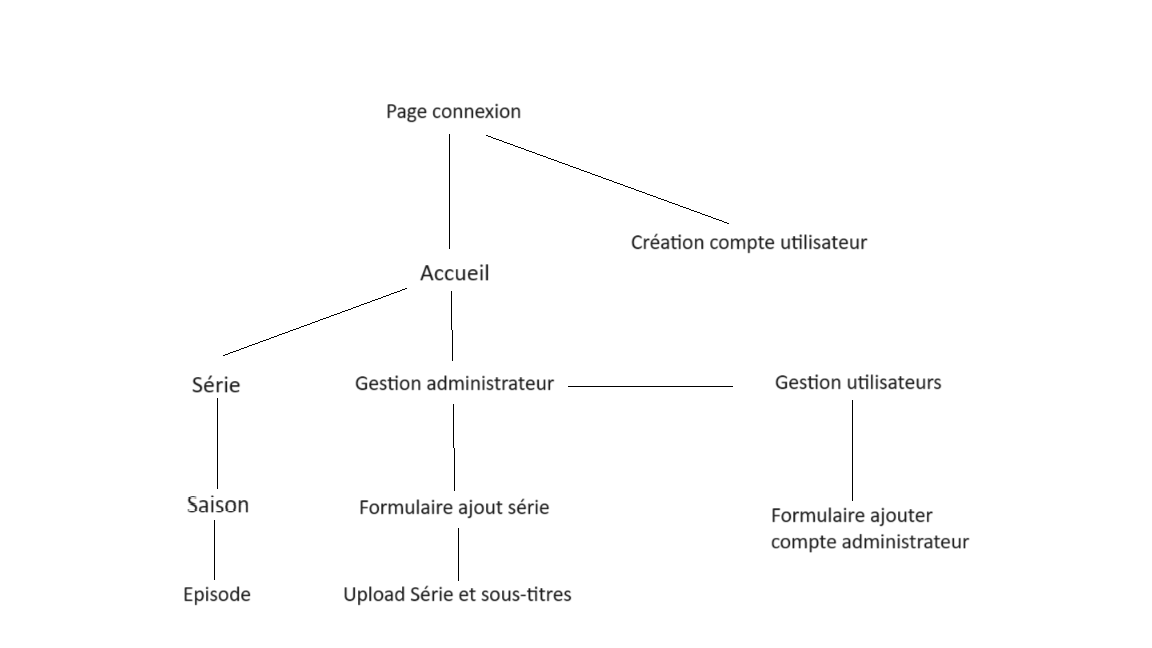 Page connexion
Création compte utilisateur
Accueil
Série
Gestion administrateur
Gestion utilisateurs
Saison
Formulaire ajout série
Formulaire ajouter
compte administrateur
Episode
Upload Série et sous-titres